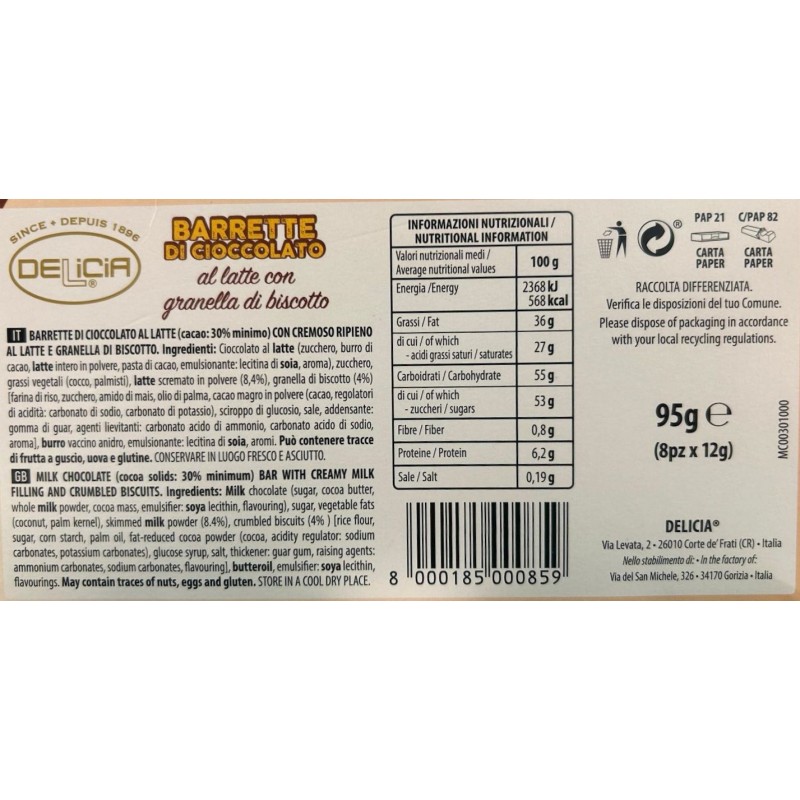 SINCE • DEPUIS 1896
DELICIA®
BARRETTE
DI CIOCCOLATO
al latte con
granella di biscotto
IT BARRETTE DI CIOCCOLATO AL LATTE (cacao: 30% minimo) CON CREMOSO RIPIENO
AL LATTE E GRANELLA DI BISCOTTO. Ingredienti: Cioccolato al latte (zucchero, burro di
cacao, latte intero in polvere, pasta di cacao, emulsionante: lecitina di soia, aroma), zucchero,
grassi vegetali (cocco, palmisti), latte scremato in polvere (8,4%), granella di biscotto (4%)
[farina di riso, zucchero, amido di mais, olio di palma, cacao magro in polvere (cacao, regolatori
di acidità: carbonato di sodio, carbonato di potassio), sciroppo di glucosio, sale, addensante:
gomma di guar, agenti lievitanti: carbonato di ammonio, carbonato acido di sodio,
aroma], burro vaccino anidro, emulsionante: lecitina di soia, aromi. Può contenere tracce
di frutta a guscio, uova e glutine. CONSERVARE IN LUOGO FRESCO E ASCIUTTO.
GB MILK CHOCOLATE (cocoa solids: 30% minimum) BAR WITH CREAMY MILK
FILLING AND CRUMBLED BISCUITS. Ingredients: Milk chocolate (sugar, cocoa butter,
whole milk powder, cocoa mass, emulsifier: soya lecithin, flavouring), sugar, vegetable fats
(coconut, palm kernel), skimmed milk powder (8.4%), crumbled biscuits (4% ) [rice flour,
sugar, corn starch, palm oil, fat-reduced cocoa powder (cocoa, acidity regulator: sodium
carbonates, potassium carbonates), glucose syrup, salt, thickener: guar gum, raising agents:
ammonium carbonates, sodium carbonates, flavouring], butteroil, emulsifier: soya lecithin,
flavourings. May contain traces of nuts, eggs and gluten. STORE IN A COOL DRY PLACE.
INFORMAZIONI NUTRIZIONALI /
NUTRITIONAL INFORMATION
Valori nutrizionali medi /
Average nutritional values 100 g
Energia /Energy 2368 kJ
568 kcal
Grassi / Fat 36 g
di cui / of which
- acidi grassi saturi / saturates 27 g
Carboidrati / Carbohydrate 55 g
di cui / of which
- zuccheri / sugars 53 g
Fibre / Fiber 0,8 g
Proteine / Protein 6,2 g
Sale / Salt 0,19 g
8 000185 000859
PAP 21 C/PAP 82
CARTA CARTA
PAPER PAPER
RACCOLTA DIFFERENZIATA.
Verifica le disposizioni del tuo Comune.
Please dispose of packaging in accordance
with your local recycling regulations.
95g ℮
(8pz x 12g)
MC00301000
DELICIA®
Via Levata, 2 • 26010 Corte de' Frati (CR) • Italia
Nello stabilimento di: • In the factory of:
Via del San Michele, 326 • 34170 Gorizia • Italia